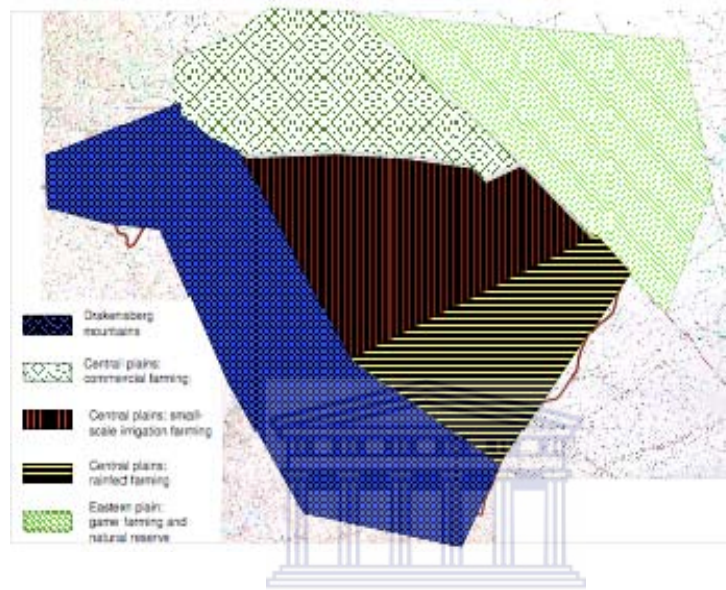 Drakensberg
mountains
Central plains:
commercial farming
Central plains: small-
scale irrigation farming
Central plains:
rainfed farming
Eastern plain:
game farming and
natural reserve